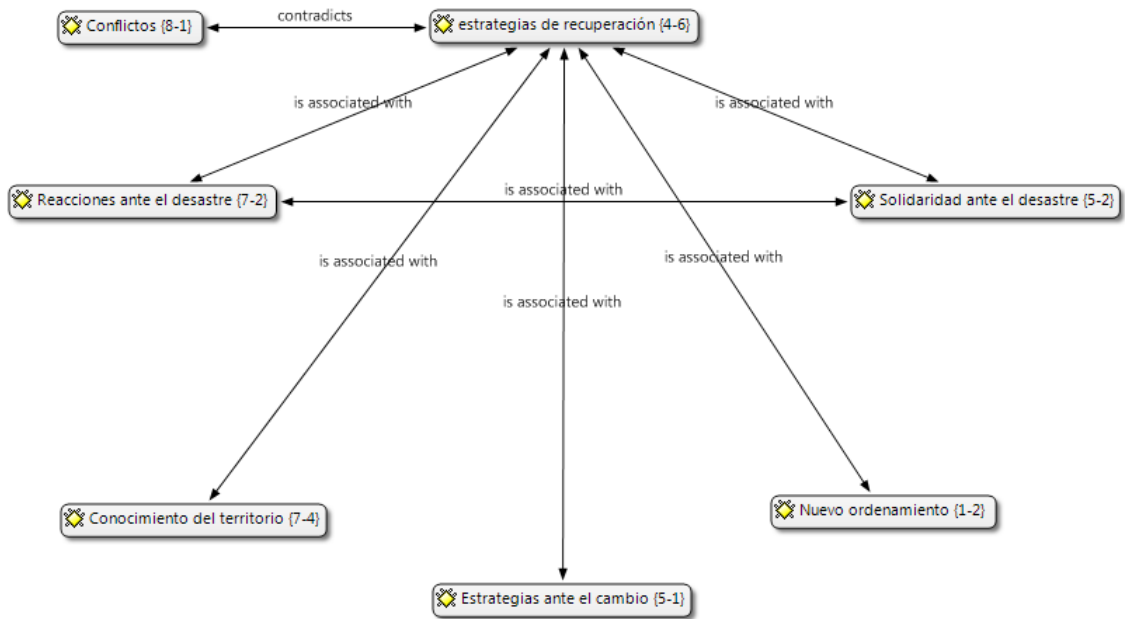 Conflictos {8-1}
contradicts
estrategias de recuperación {4-6}
is associated with
is associated with
Reacciones ante el desastre {7-2}
is associated with
Solidaridad ante el desastre {5-2}
is associated with
is associated with
is associated with
Conocimiento del territorio {7-4}
Nuevo ordenamiento {1-2}
Estrategias ante el cambio {5-1}